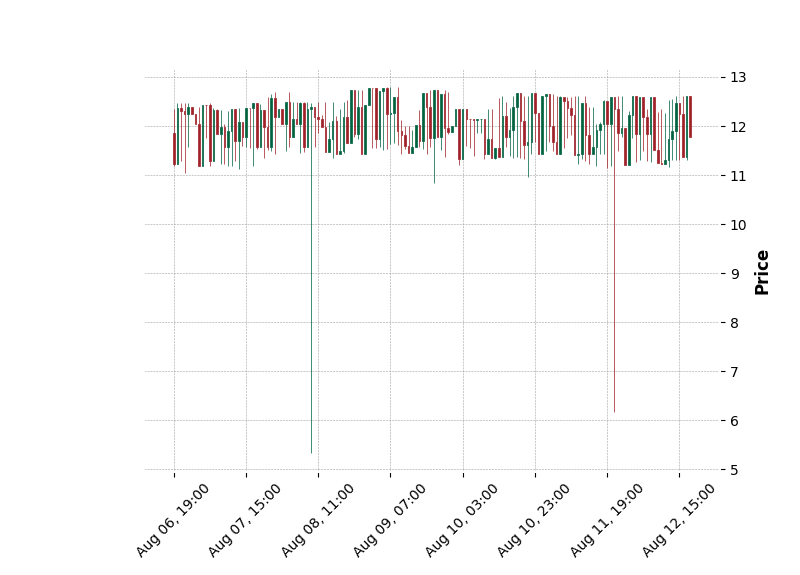 13
12
11
10
9
8
7
6
5
Price
Aug 06, 19:00
Aug 07, 15:00
Aug 08, 11:00
Aug 09, 07:00
Aug 10, 03:00
Aug 10, 23:00
Aug 11, 19:00
Aug 12, 15:00